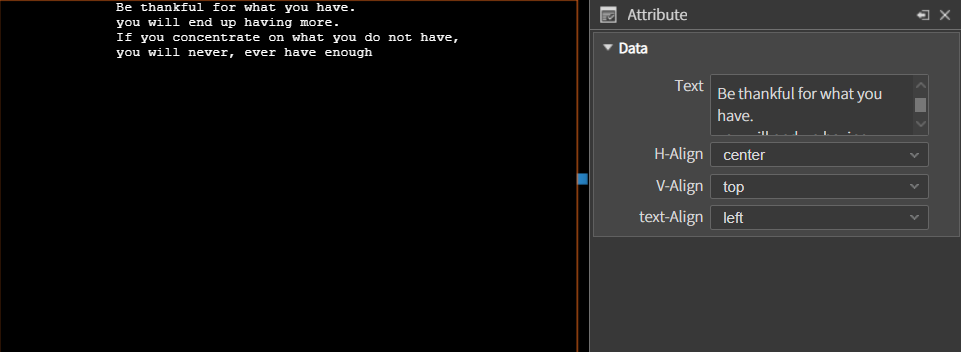 Be thankful for what you have.
you will end up having more.
If you concentrate on what you do not have,
you will never, ever have enough
Attribute
Data
Text
Be thankful for what you
have.
H-Align center
V-Align top
text-Align left